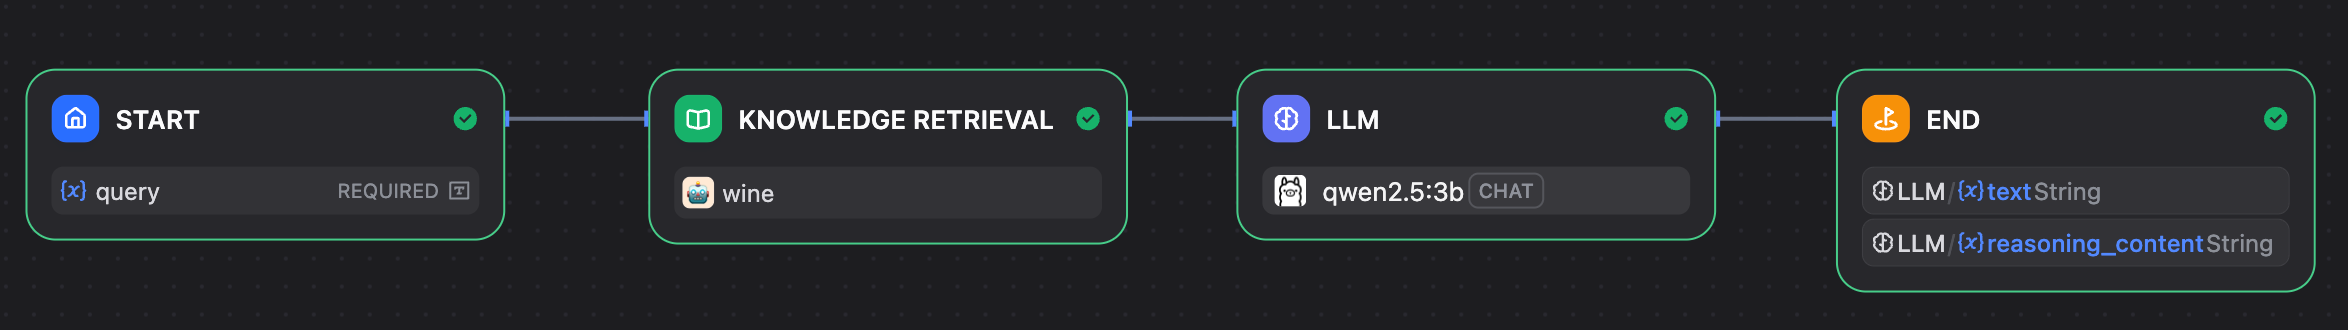 START
{x} query REQUIRED
KNOWLEDGE RETRIEVAL
wine
LLM
qwen2.5:3b CHAT
END
LLM/{x}text String
LLM/{x}reasoning_content String